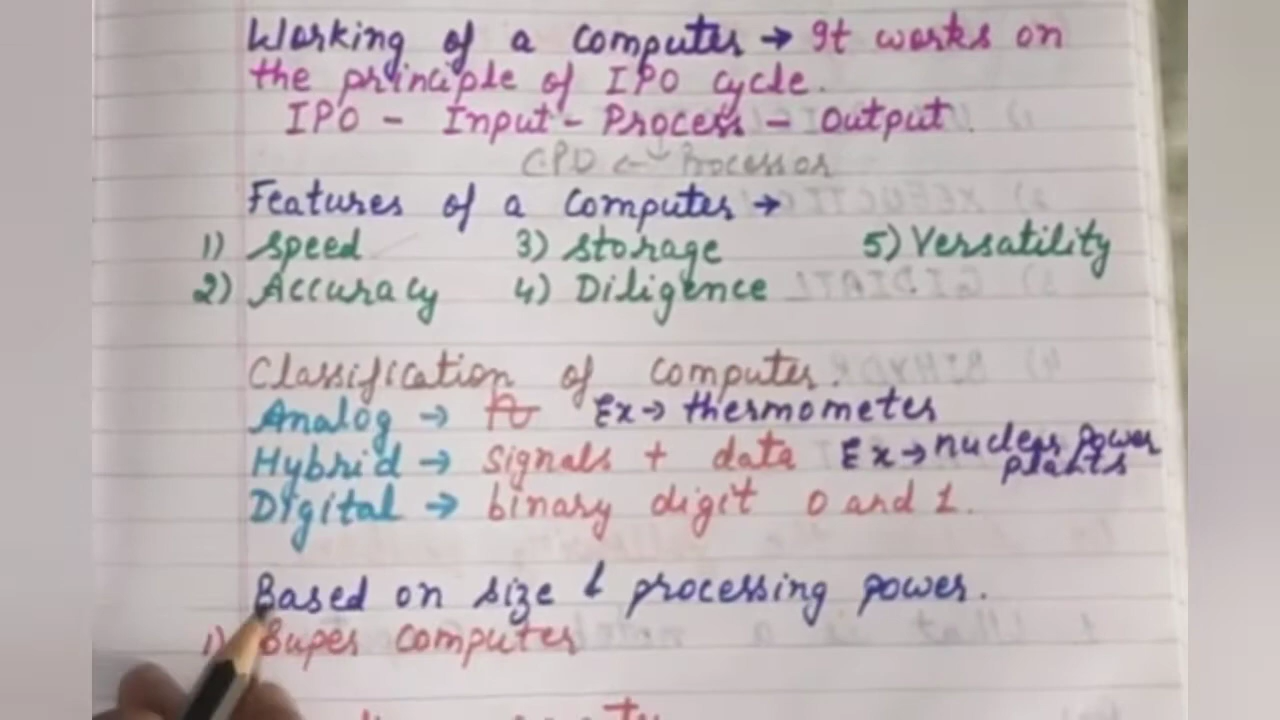 Working of a computer → It works on
the principle of IPO cycle.
IPO - Input - Process - Output.
CPU ← Processor
Features of a computer →
1) Speed 3) Storage 5) Versatility
2) Accuracy 4) Diligence
Classification of computer.
Analog → Ex → thermometer
Hybrid → Signals + data Ex → nuclear power plants
Digital → binary digit 0 and 1.
Based on size & processing power.
1) Super computer